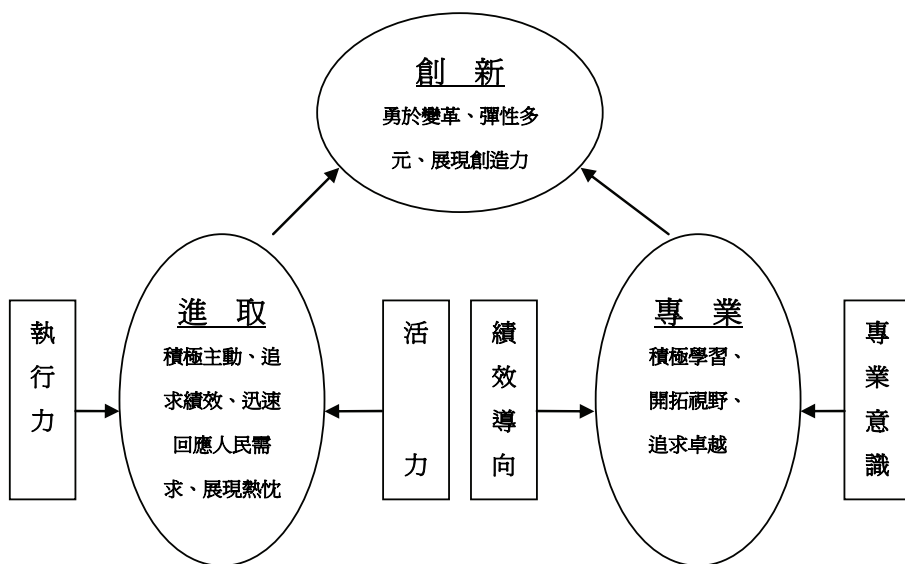 創 新
勇於變革、彈性多
元、展現創造力
執行力
進 取
積極主動、追
求績效、迅速
回應人民需
求、展現熱忱
活 力
績效導向
專 業
積極學習、
開拓視野、
追求卓越
專業意識